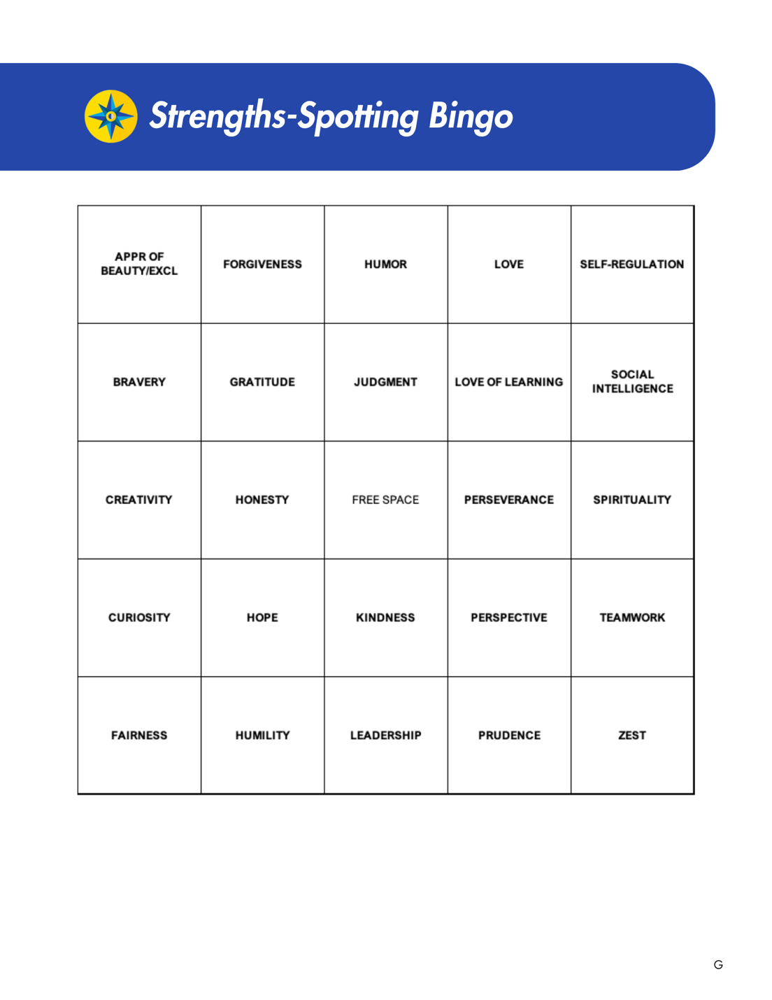 Strengths-Spotting Bingo
APPR OF
BEAUTY/EXCL
FORGIVENESS
HUMOR
LOVE
SELF-REGULATION
BRAVERY
GRATITUDE
JUDGMENT
LOVE OF LEARNING
SOCIAL
INTELLIGENCE
CREATIVITY
HONESTY
FREE SPACE
PERSEVERANCE
SPIRITUALITY
CURIOSITY
HOPE
KINDNESS
PERSPECTIVE
TEAMWORK
FAIRNESS
HUMILITY
LEADERSHIP
PRUDENCE
ZEST
G